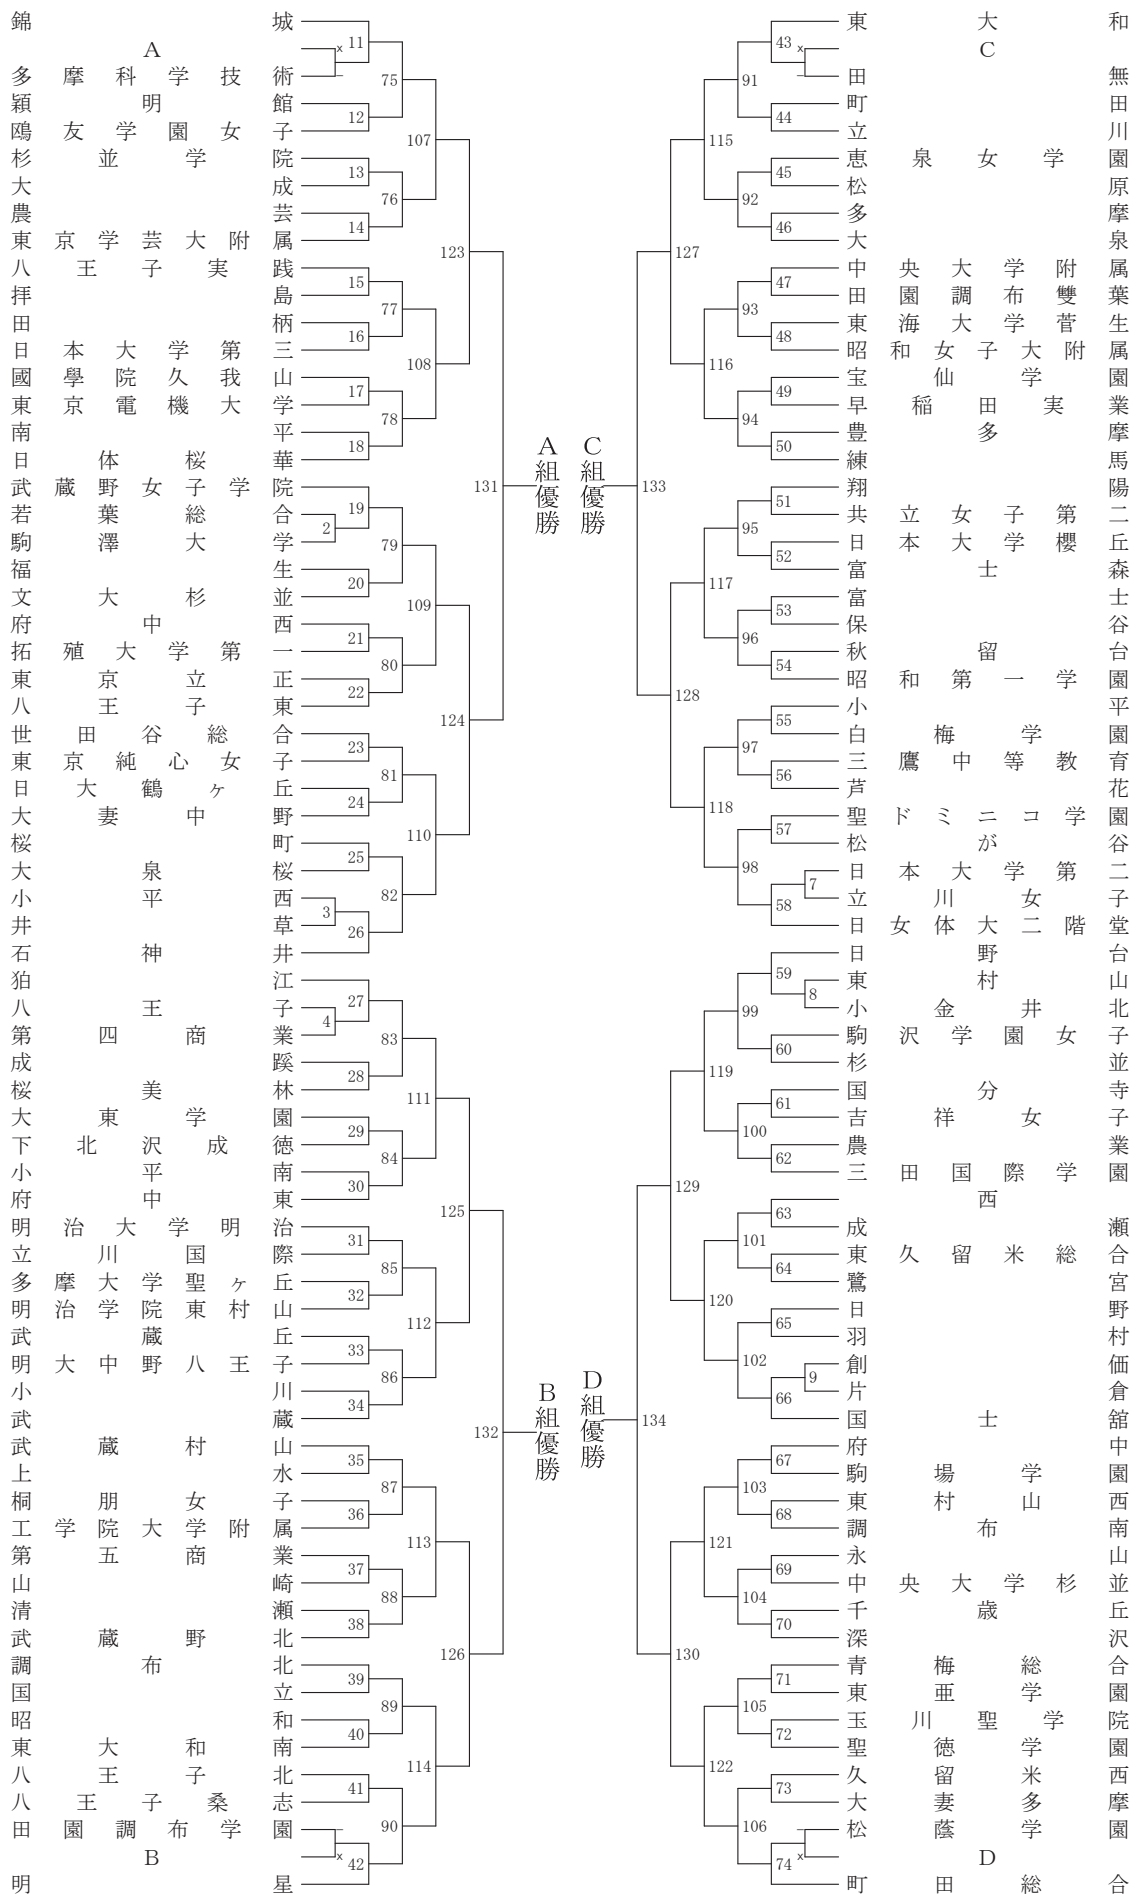 錦城
A
多摩科学技術
穎明館
鴎友学園女子
杉並学院
大成
農芸
東京学芸大附属
八王子実践
拝島
田柄
日本大学第三
國學院久我山
東京電機大学
南平
日体桜華
武蔵野女子学院
若葉総合
駒澤大学
福生
文大杉並
府中西
拓殖大学第一
東京立正
八王子東
世田谷総合
東京純心女子
日大鶴ヶ丘
大妻中野
桜町
大泉桜
小平西
井草
石神井
狛江
八王子
第四商業
成蹊
桜美林
大東学園
下北沢成徳
小平南
府中東
明治大学明治
立川国際
多摩大学聖ヶ丘
明治学院東村山
武蔵丘
明大中野八王子
小川
武蔵
武蔵村山
上水
桐朋女子
工学院大学附属
第五商業
山崎
清瀬
武蔵野北
調布北
国立
昭和
東大和南
八王子北
八王子桑志
田園調布学園
B
明星
x
11
12
13
14
15
16
17
18
19
2
20
21
22
23
24
25
3
26
27
4
28
29
30
31
32
33
34
35
36
37
38
39
40
41
x
42
75
76
77
78
79
80
81
82
83
84
85
86
87
88
89
90
107
108
109
110
111
112
113
114
123
124
125
126
131
132
A組優勝
B組優勝
C組優勝
D組優勝
133
134
127
128
129
130
115
116
117
118
119
120
121
122
91
92
93
94
95
96
97
98
99
100
101
102
103
104
105
106
43
x
44
45
46
47
48
49
50
51
52
53
54
55
56
57
7
58
59
8
60
61
62
63
64
65
9
66
67
68
69
70
71
72
73
74
x
東大和
C
田無
町田
立川
恵泉女学園
松原
多摩
大泉
中央大学附属
田園調布雙葉
東海大学菅生
昭和女子大附属
宝仙学園
早稲田実業
豊多摩
練馬
翔陽
共立女子第二
日本大学櫻丘
富士森
富士
保谷
秋留台
昭和第一学園
小平
白梅学園
三鷹中等教育
芦花
聖ドミニコ学園
松が谷
日本大学第二
立川女子
日女体大二階堂
日野台
東村山
小金井北
駒沢学園女子
杉並
国分寺
吉祥女子
農業
三田国際学園
西
成瀬
東久留米総合
鷺宮
日野
羽村
創価
片倉
国士舘
府中
駒場学園
東村山西
調布南
永山
中央大学杉並
千歳丘
深沢
青梅総合
東亜学園
玉川聖学院
聖徳学園
久留米西
大妻多摩
松蔭学園
D
町田総合